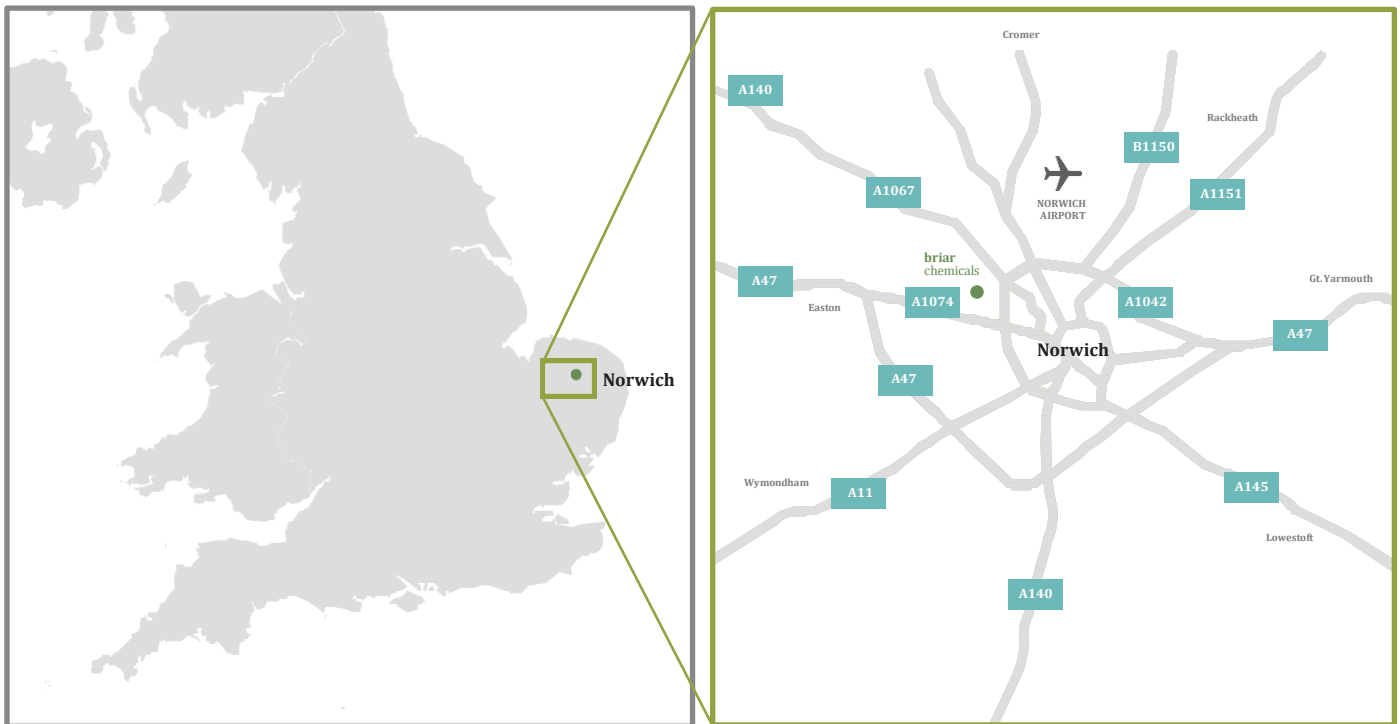 Norwich
Cromer
A140
Rackheath
B1150
A1067
A1151
NORWICH
AIRPORT
briar
chemicals
A47
Easton
A1074
A1042
Gt. Yarmouth
A47
Norwich
A47
Wymondham
A11
A145
Lowestoft
A140